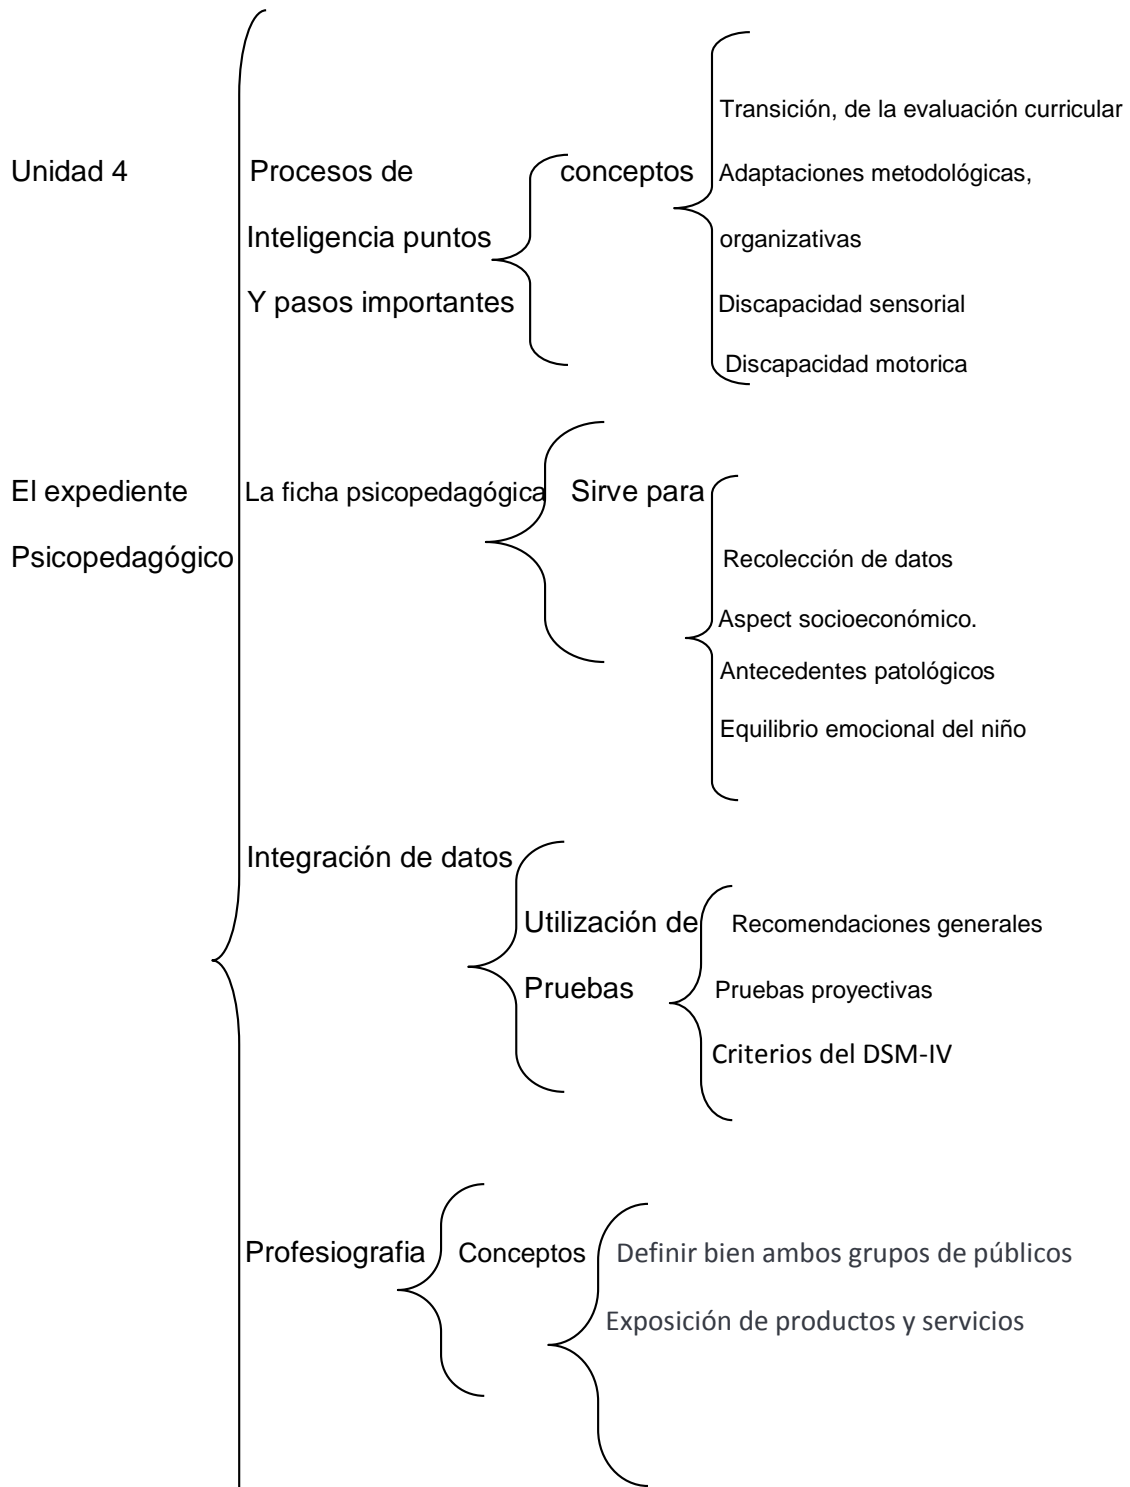 Unidad 4
Procesos de
Inteligencia puntos
Y pasos importantes
conceptos
Transición, de la evaluación curricular
Adaptaciones metodológicas,
organizativas
Discapacidad sensorial
Discapacidad motorica
El expediente
Psicopedagógico
La ficha psicopedagógica
Sirve para
Recolección de datos
Aspect socioeconómico.
Antecedentes patológicos
Equilibrio emocional del niño
Integración de datos
Utilización de
Pruebas
Recomendaciones generales
Pruebas proyectivas
Criterios del DSM-IV
Profesiografia
Conceptos
Definir bien ambos grupos de públicos
Exposición de productos y servicios